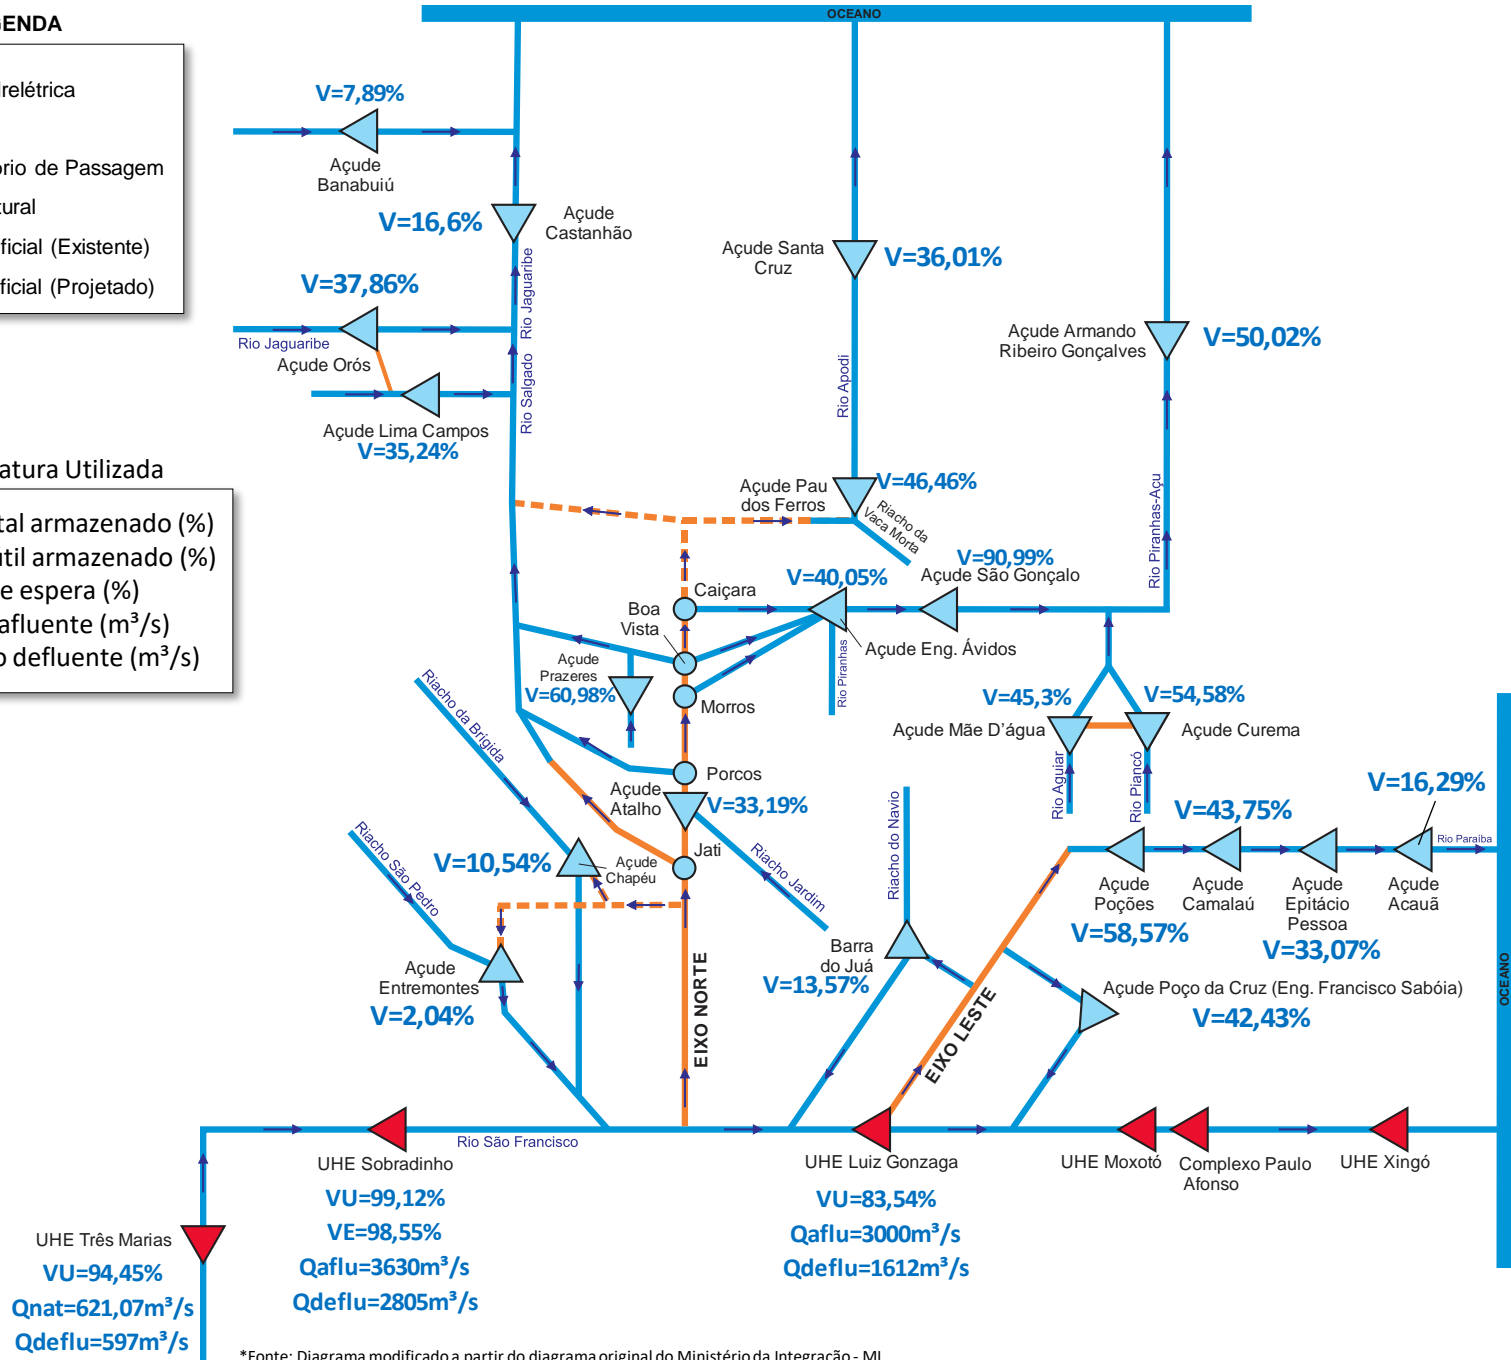 OCEANO
GENDA
drelétrica
ório de Passagem
tural
ificial (Existente)
ificial (Projetado)
V=7,89%
Açude
Banabuiú
V=16,6%
Açude
Castanhão
V=37,86%
Rio Jaguaribe
Açude Orós
Rio Jaguaribe
Rio Salgado
Açude Lima Campos
V=35,24%
Açude Santa
Cruz
V=36,01%
Rio Apodi
Açude Armando
Ribeiro Gonçalves
V=50,02%
Rio Piranhas-Açu
atura Utilizada
tal armazenado (%)
útil armazenado (%)
e espera (%)
afluente (m³/s)
o defluente (m³/s)
Açude Pau
dos Ferros
V=46,46%
Riacho da
Vaca Morta
V=90,99%
Açude São Gonçalo
V=40,05%
Açude Eng. Ávidos
Rio Piranhas
Caiçara
Boa
Vista
Morros
Açude
Prazeres
V=60,98%
Porcos
Açude
Atalho
V=33,19%
Jati
Riacho Jardim
Riacho da Brígida
V=10,54%
Açude
Chapéu
Riacho São Pedro
Açude
Entremontes
V=2,04%
EIXO NORTE
V=45,3%
Açude Mãe D'água
V=54,58%
Açude Curema
Rio Aguiar
Rio Piancó
V=16,29%
V=43,75%
Rio Paraíba
Açude
Poções
V=58,57%
Açude
Camalaú
Açude
Epitácio
Pessoa
V=33,07%
Açude
Acauã
Riacho do Navio
Barra
do Juá
V=13,57%
EIXO LESTE
Açude Poço da Cruz (Eng. Francisco Sabóia)
V=42,43%
OCEANO
Rio São Francisco
UHE Sobradinho
VU=99,12%
VE=98,55%
Qaflu=3630m³/s
Qdeflu=2805m³/s
UHE Luiz Gonzaga
VU=83,54%
Qaflu=3000m³/s
Qdeflu=1612m³/s
UHE Moxotó
Complexo Paulo
Afonso
UHE Xingó
UHE Três Marias
VU=94,45%
Qnat=621,07m³/s
Qdeflu=597m³/s
*Fonte: Diagrama modificado a partir do diagrama original do Ministério da Integração - MI